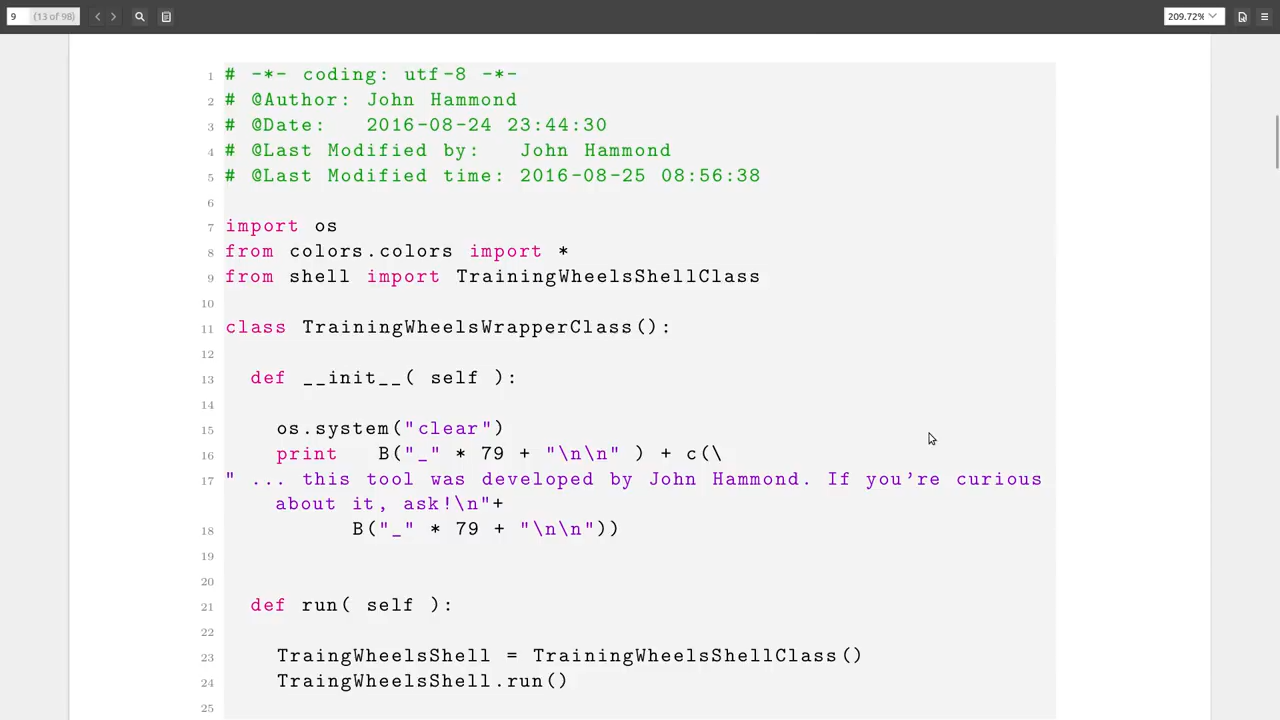 9 (13 of 98) 209.72%
1 # -*- coding: utf-8 -*-
2 # @Author: John Hammond
3 # @Date:   2016-08-24 23:44:30
4 # @Last Modified by:   John Hammond
5 # @Last Modified time: 2016-08-25 08:56:38
6
7 import os
8 from colors.colors import *
9 from shell import TrainingWheelsShellClass
10
11 class TrainingWheelsWrapperClass():
12
13   def __init__( self ):
14
15     os.system("clear")
16     print   B("_" * 79 + "\n\n" ) + c(\
17 " ... this tool was developed by John Hammond. If you're curious
about it, ask!\n"+
18           B("_" * 79 + "\n\n"))
19
20
21   def run( self ):
22
23     TraingWheelsShell = TrainingWheelsShellClass()
24     TraingWheelsShell.run()
25